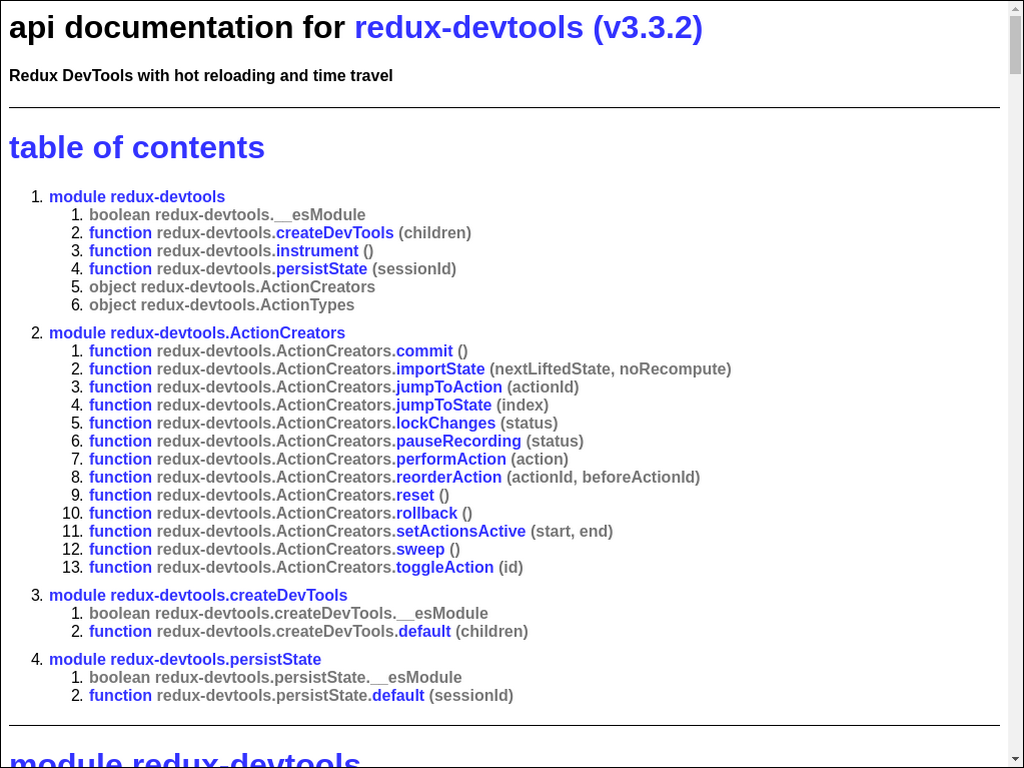 api documentation for redux-devtools (v3.3.2)
Redux DevTools with hot reloading and time travel
table of contents
1. module redux-devtools
1. boolean redux-devtools.__esModule
2. function redux-devtools.createDevTools (children)
3. function redux-devtools.instrument ()
4. function redux-devtools.persistState (sessionId)
5. object redux-devtools.ActionCreators
6. object redux-devtools.ActionTypes
2. module redux-devtools.ActionCreators
1. function redux-devtools.ActionCreators.commit ()
2. function redux-devtools.ActionCreators.importState (nextLiftedState, noRecompute)
3. function redux-devtools.ActionCreators.jumpToAction (actionId)
4. function redux-devtools.ActionCreators.jumpToState (index)
5. function redux-devtools.ActionCreators.lockChanges (status)
6. function redux-devtools.ActionCreators.pauseRecording (status)
7. function redux-devtools.ActionCreators.performAction (action)
8. function redux-devtools.ActionCreators.reorderAction (actionId, beforeActionId)
9. function redux-devtools.ActionCreators.reset ()
10. function redux-devtools.ActionCreators.rollback ()
11. function redux-devtools.ActionCreators.setActionsActive (start, end)
12. function redux-devtools.ActionCreators.sweep ()
13. function redux-devtools.ActionCreators.toggleAction (id)
3. module redux-devtools.createDevTools
1. boolean redux-devtools.createDevTools.__esModule
2. function redux-devtools.createDevTools.default (children)
4. module redux-devtools.persistState
1. boolean redux-devtools.persistState.__esModule
2. function redux-devtools.persistState.default (sessionId)
module redux-devtools